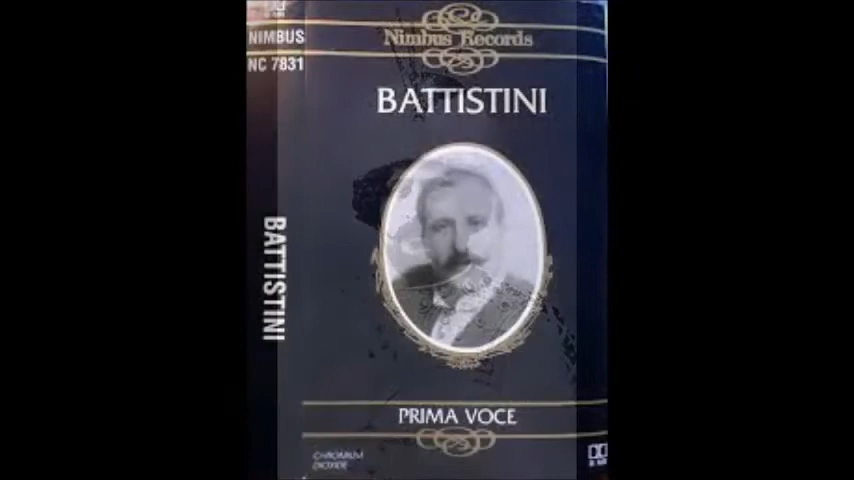 NIMBUS
NC 7831
BATTISTINI
Nimbus Records
BATTISTINI
PRIMA VOCE
CHROMIUM
DIOXIDE